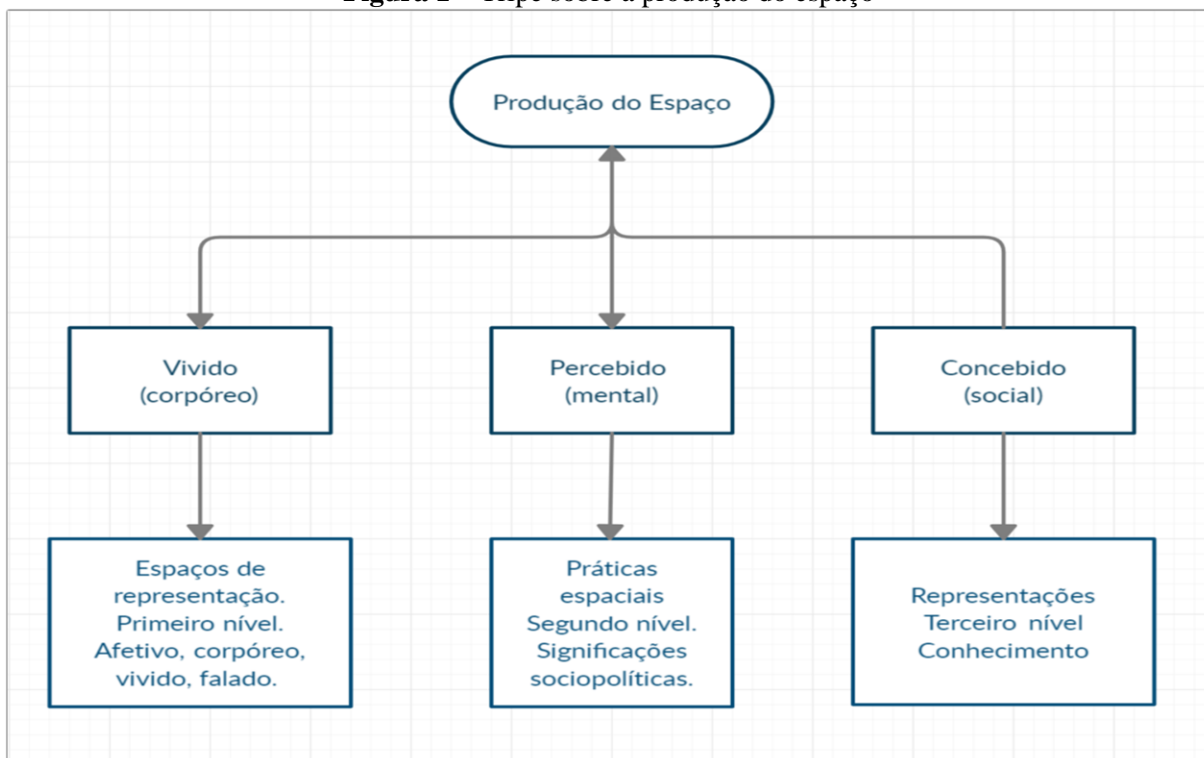 Produção do Espaço
Vivido
(corpóreo)
Percebido
(mental)
Concebido
(social)
Espaços de
representação.
Primeiro nível.
Afetivo, corpóreo,
vivido, falado.
Práticas
espaciais
Segundo nível.
Significações
sociopolíticas.
Representações
Terceiro nível
Conhecimento